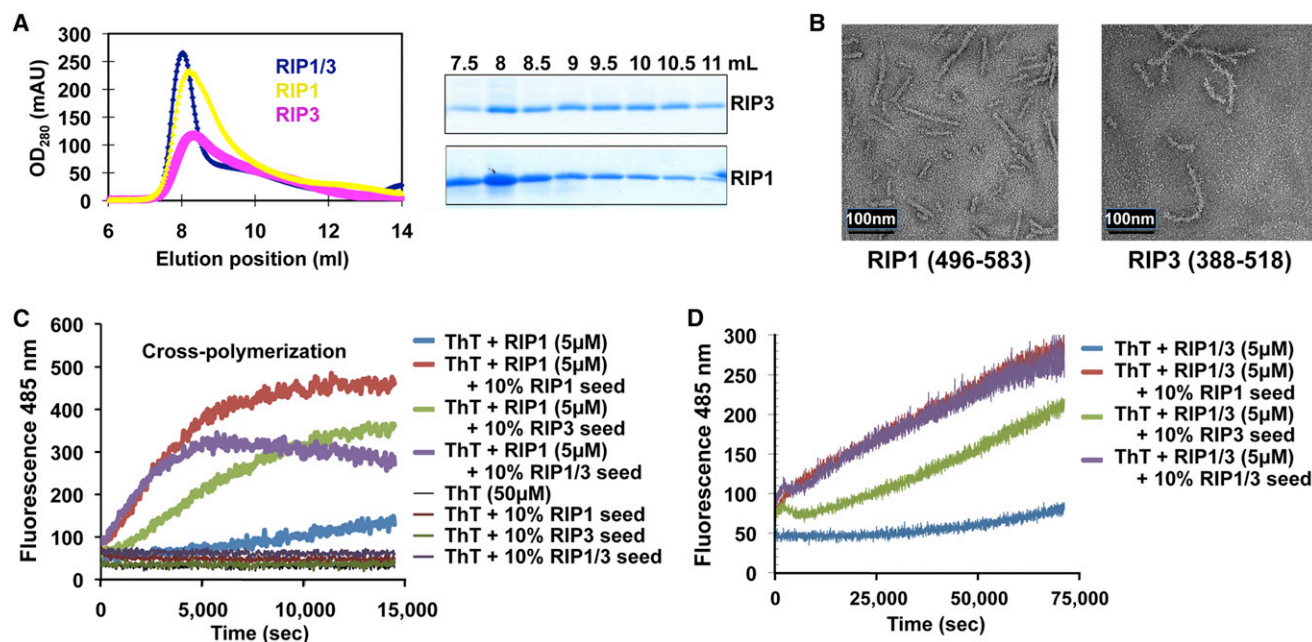 A
300
250
200
150
100
50
0
OD280 (mAU)
RIP1/3
RIP1
RIP3
6 8 10 12 14
Elution position (ml)
7.5 8 8.5 9 9.5 10 10.5 11 mL
RIP3
RIP1
B
100nm
RIP1 (496-583)
100nm
RIP3 (388-518)
C
600
500
400
300
200
100
0
Fluorescence 485 nm
Cross-polymerization
0 5,000 10,000 15,000
Time (sec)
ThT + RIP1 (5µM)
ThT + RIP1 (5µM)
+ 10% RIP1 seed
ThT + RIP1 (5µM)
+ 10% RIP3 seed
ThT + RIP1 (5µM)
+ 10% RIP1/3 seed
ThT (50µM)
ThT + 10% RIP1 seed
ThT + 10% RIP3 seed
ThT + 10% RIP1/3 seed
D
300
250
200
150
100
50
0
Fluorescence 485 nm
0 25,000 50,000 75,000
Time (sec)
ThT + RIP1/3 (5µM)
ThT + RIP1/3 (5µM)
+ 10% RIP1 seed
ThT + RIP1/3 (5µM)
+ 10% RIP3 seed
ThT + RIP1/3 (5µM)
+ 10% RIP1/3 seed